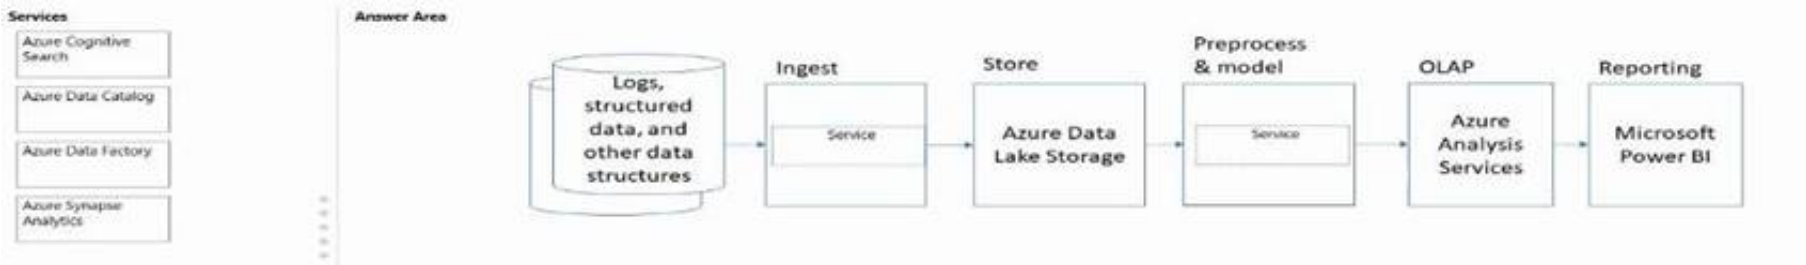 Services
Azure Cognitive
Search
Azure Data Catalog
Azure Data Factory
Azure Synapse
Analytics
Answer Area
Logs,
structured
data, and
other data
structures
Ingest
Service
Store
Azure Data
Lake Storage
Preprocess
& model
Service
OLAP
Azure
Analysis
Services
Reporting
Microsoft
Power BI